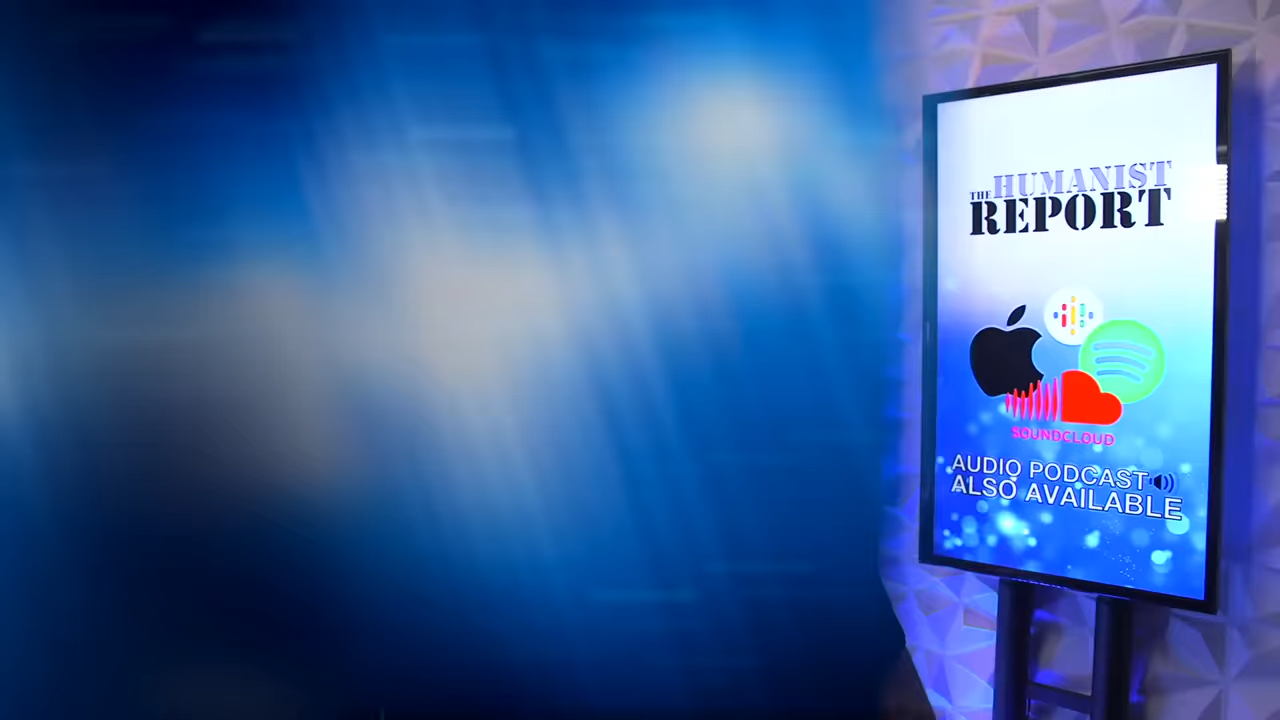 THE HUMANIST
REPORT
SOUNDCLOUD
AUDIO PODCAST
ALSO AVAILABLE